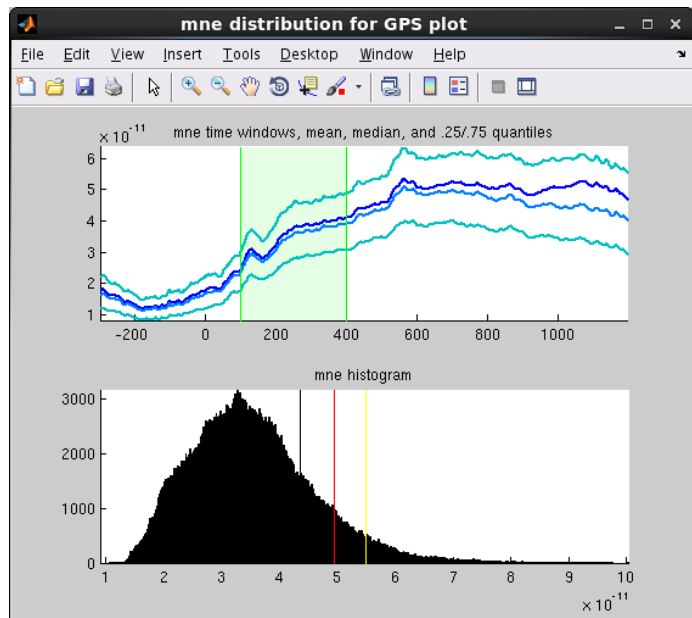 mne distribution for GPS plot
File Edit View Insert Tools Desktop Window Help
× 10⁻¹¹ mne time windows, mean, median, and .25/.75 quantiles
6
5
4
3
2
1
-200 0 200 400 600 800 1000
mne histogram
3000
2000
1000
0
1 2 3 4 5 6 7 8 9 10
× 10⁻¹¹